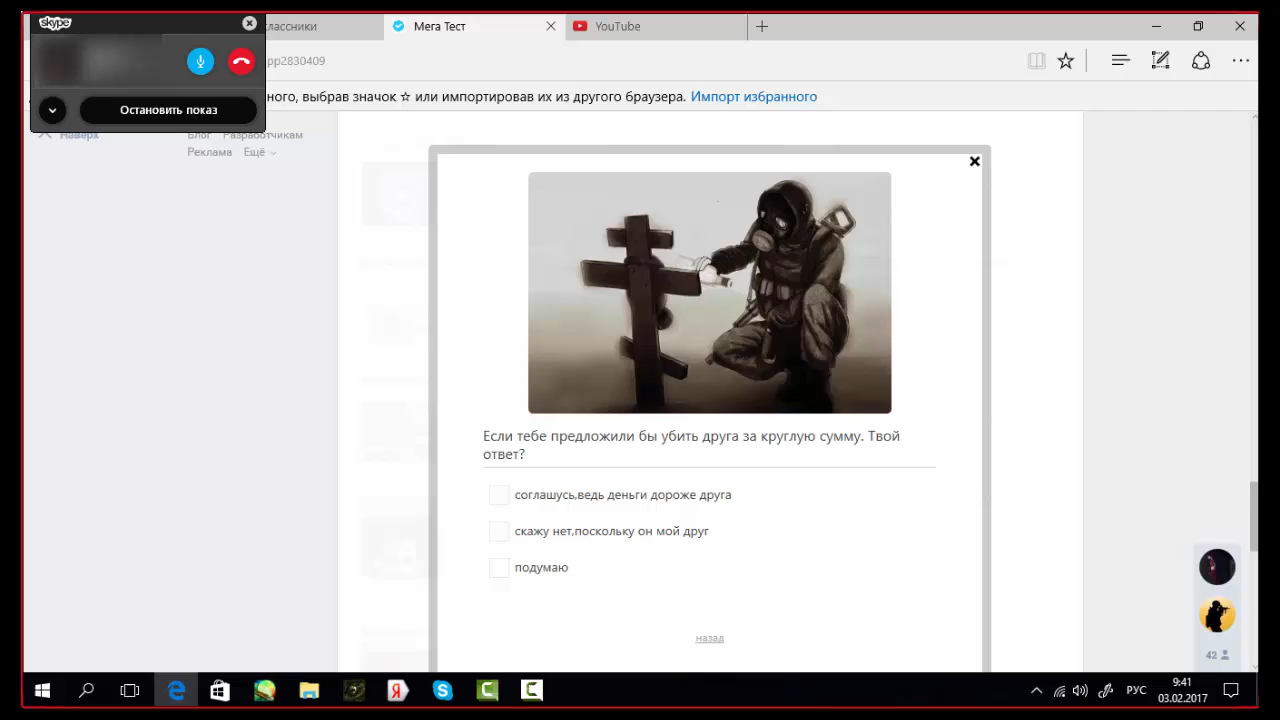 skype
лассники
Мега Тест
YouTube
pp2830409
Остановить показ
ного, выбрав значок ☆ или импортировав их из другого браузера. Импорт избранного
Наверх
Блог Разработчикам
Реклама Ещё
Если тебе предложили бы убить друга за круглую сумму. Твой
ответ?
соглашусь,ведь деньги дороже друга
скажу нет,поскольку он мой друг
подумаю
назад
42
РУС
9:41
03.02.2017